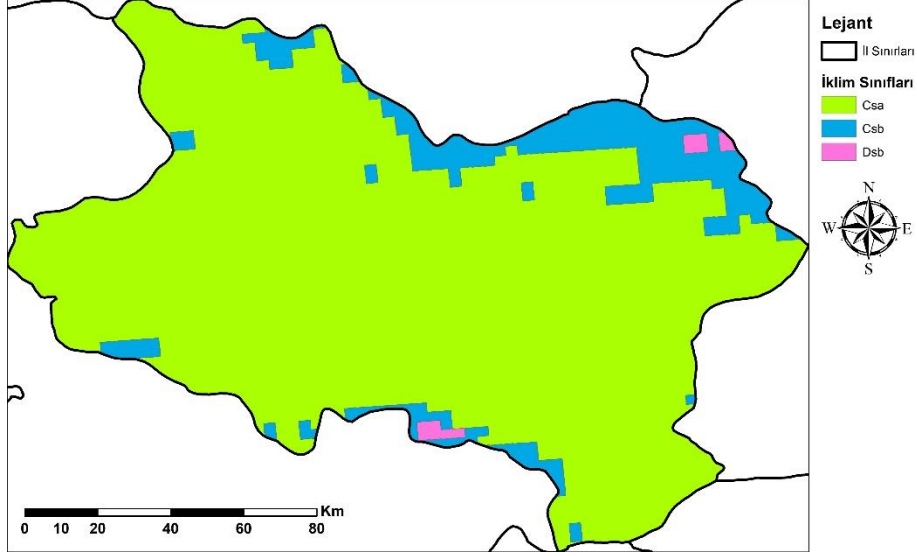 Lejant
İl Sınırları
İklim Sınıfları
Csa
Csb
Dsb
N
W E
S
Km
0 10 20 40 60 80